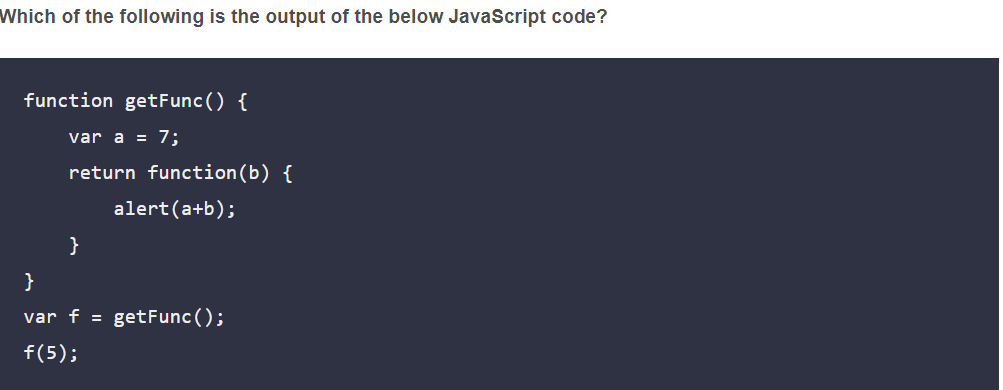 Which of the following is the output of the below JavaScript code?
function getFunc() {
    var a = 7;
    return function(b) {
        alert(a+b);
    }
}
var f = getFunc();
f(5);